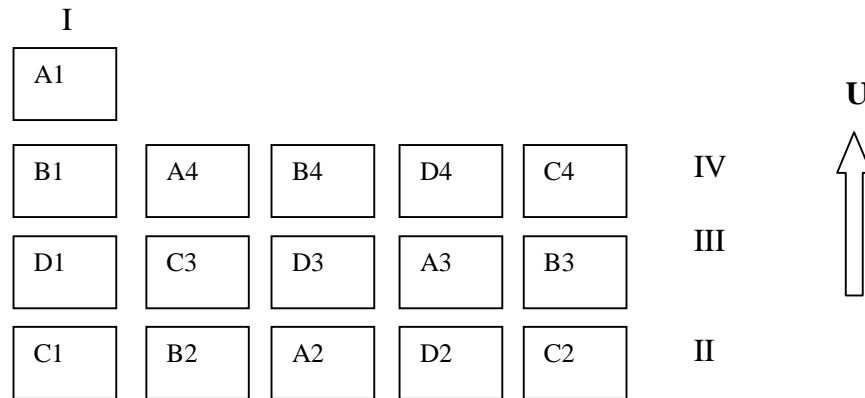 I
A1
U
B1 A4 B4 D4 C4 IV
D1 C3 D3 A3 B3 III
C1 B2 A2 D2 C2 II